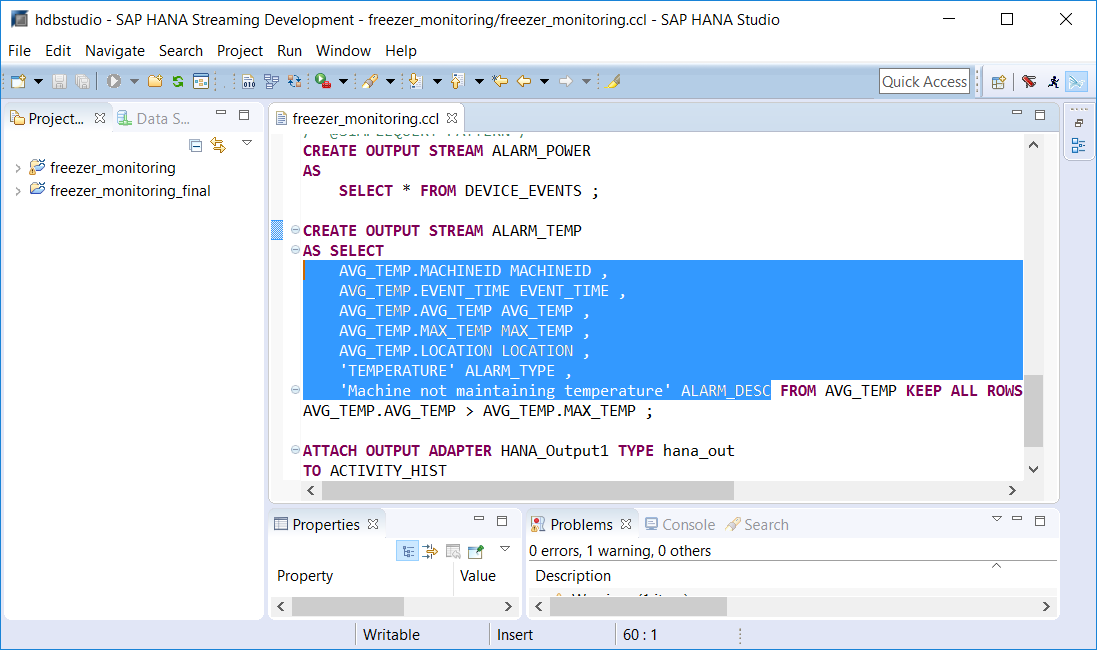 hdbstudio - SAP HANA Streaming Development - freezer_monitoring/freezer_monitoring.ccl - SAP HANA Studio
File Edit Navigate Search Project Run Window Help
Quick Access
Project...
Data S...
freezer_monitoring
freezer_monitoring_final
freezer_monitoring.ccl
CREATE OUTPUT STREAM ALARM_POWER
AS
SELECT * FROM DEVICE_EVENTS ;
CREATE OUTPUT STREAM ALARM_TEMP
AS SELECT
AVG_TEMP.MACHINEID MACHINEID ,
AVG_TEMP.EVENT_TIME EVENT_TIME ,
AVG_TEMP.AVG_TEMP AVG_TEMP ,
AVG_TEMP.MAX_TEMP MAX_TEMP ,
AVG_TEMP.LOCATION LOCATION ,
'TEMPERATURE' ALARM_TYPE ,
'Machine not maintaining temperature' ALARM_DESC FROM AVG_TEMP KEEP ALL ROWS
AVG_TEMP.AVG_TEMP > AVG_TEMP.MAX_TEMP ;
ATTACH OUTPUT ADAPTER HANA_Output1 TYPE hana_out
TO ACTIVITY_HIST
Properties
Property Value
Problems Console Search
0 errors, 1 warning, 0 others
Description
Writable Insert 60 : 1